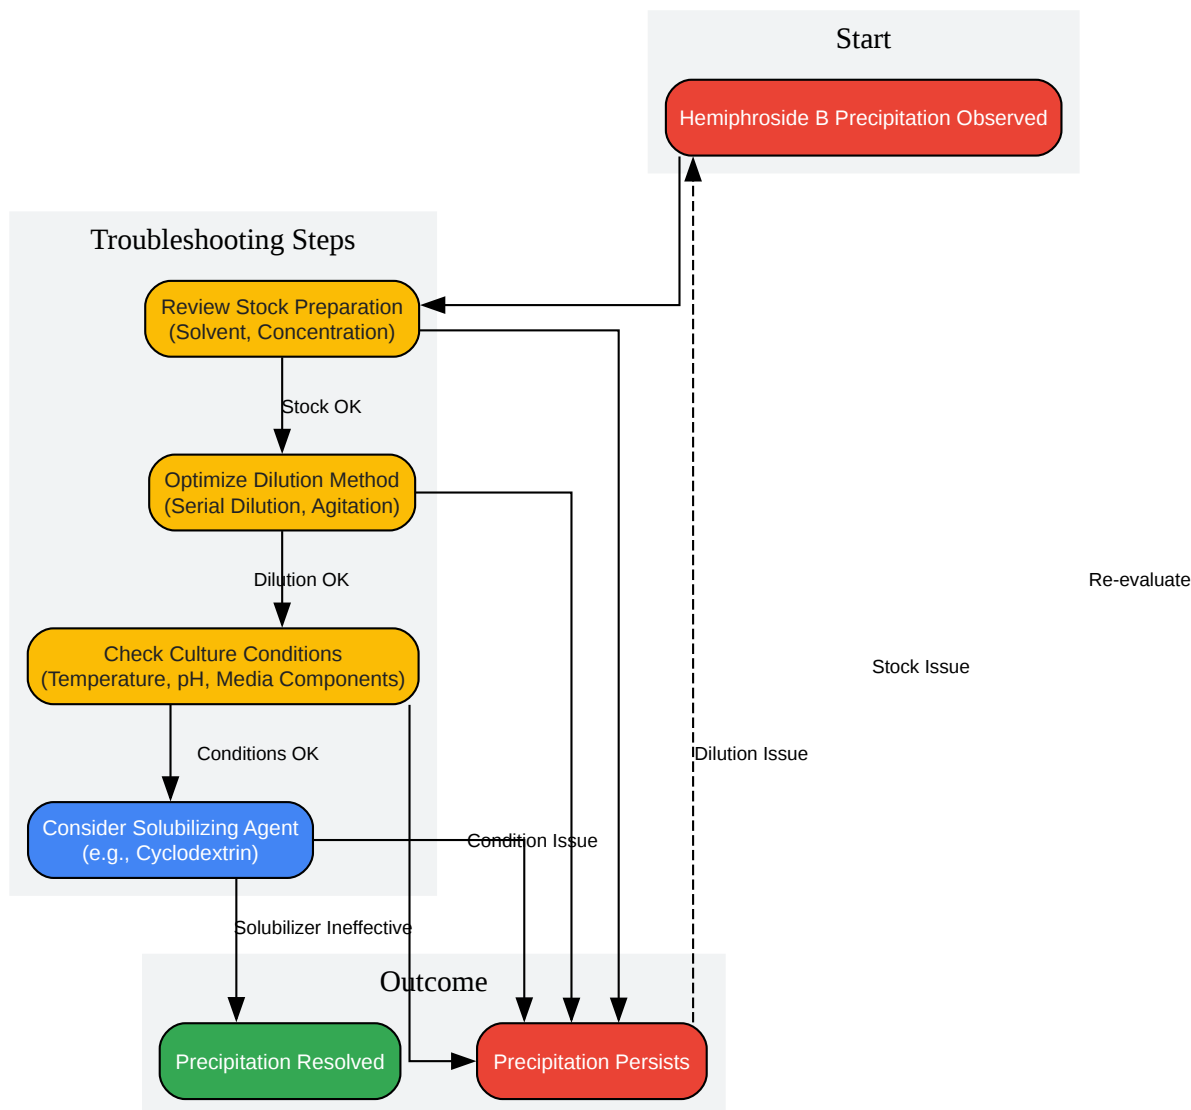 Start
Hemiphroside B Precipitation Observed
Troubleshooting Steps
Review Stock Preparation
(Solvent, Concentration)
Stock OK
Optimize Dilution Method
(Serial Dilution, Agitation)
Dilution OK
Re-evaluate
Check Culture Conditions
(Temperature, pH, Media Components)
Stock Issue
Conditions OK
Dilution Issue
Consider Solubilizing Agent
(e.g., Cyclodextrin)
Condition Issue
Solubilizer Ineffective
Outcome
Precipitation Resolved
Precipitation Persists